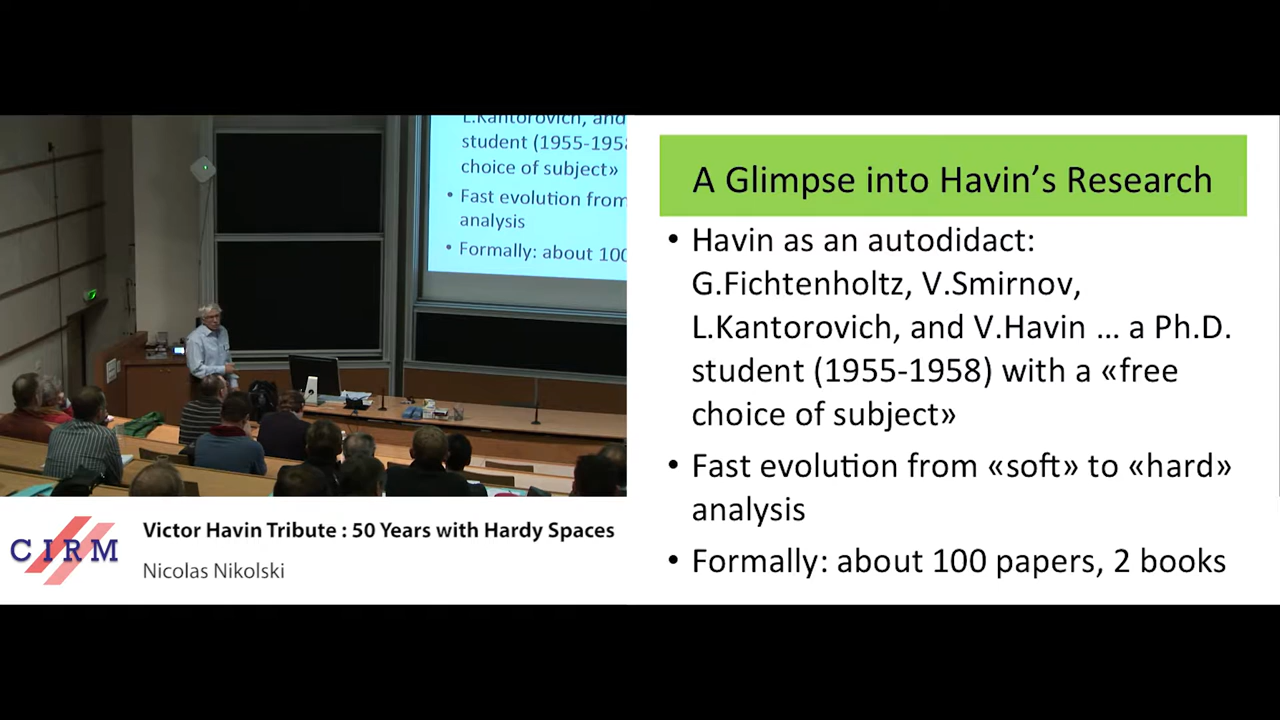 L.Kantorovich, and
student (1955-1958
choice of subject»
• Fast evolution from
analysis
• Formally: about 100
A Glimpse into Havin's Research
• Havin as an autodidact:
G.Fichtenholtz, V.Smirnov,
L.Kantorovich, and V.Havin ... a Ph.D.
student (1955-1958) with a «free
choice of subject»
• Fast evolution from «soft» to «hard»
analysis
• Formally: about 100 papers, 2 books
CIRM
Victor Havin Tribute : 50 Years with Hardy Spaces
Nicolas Nikolski